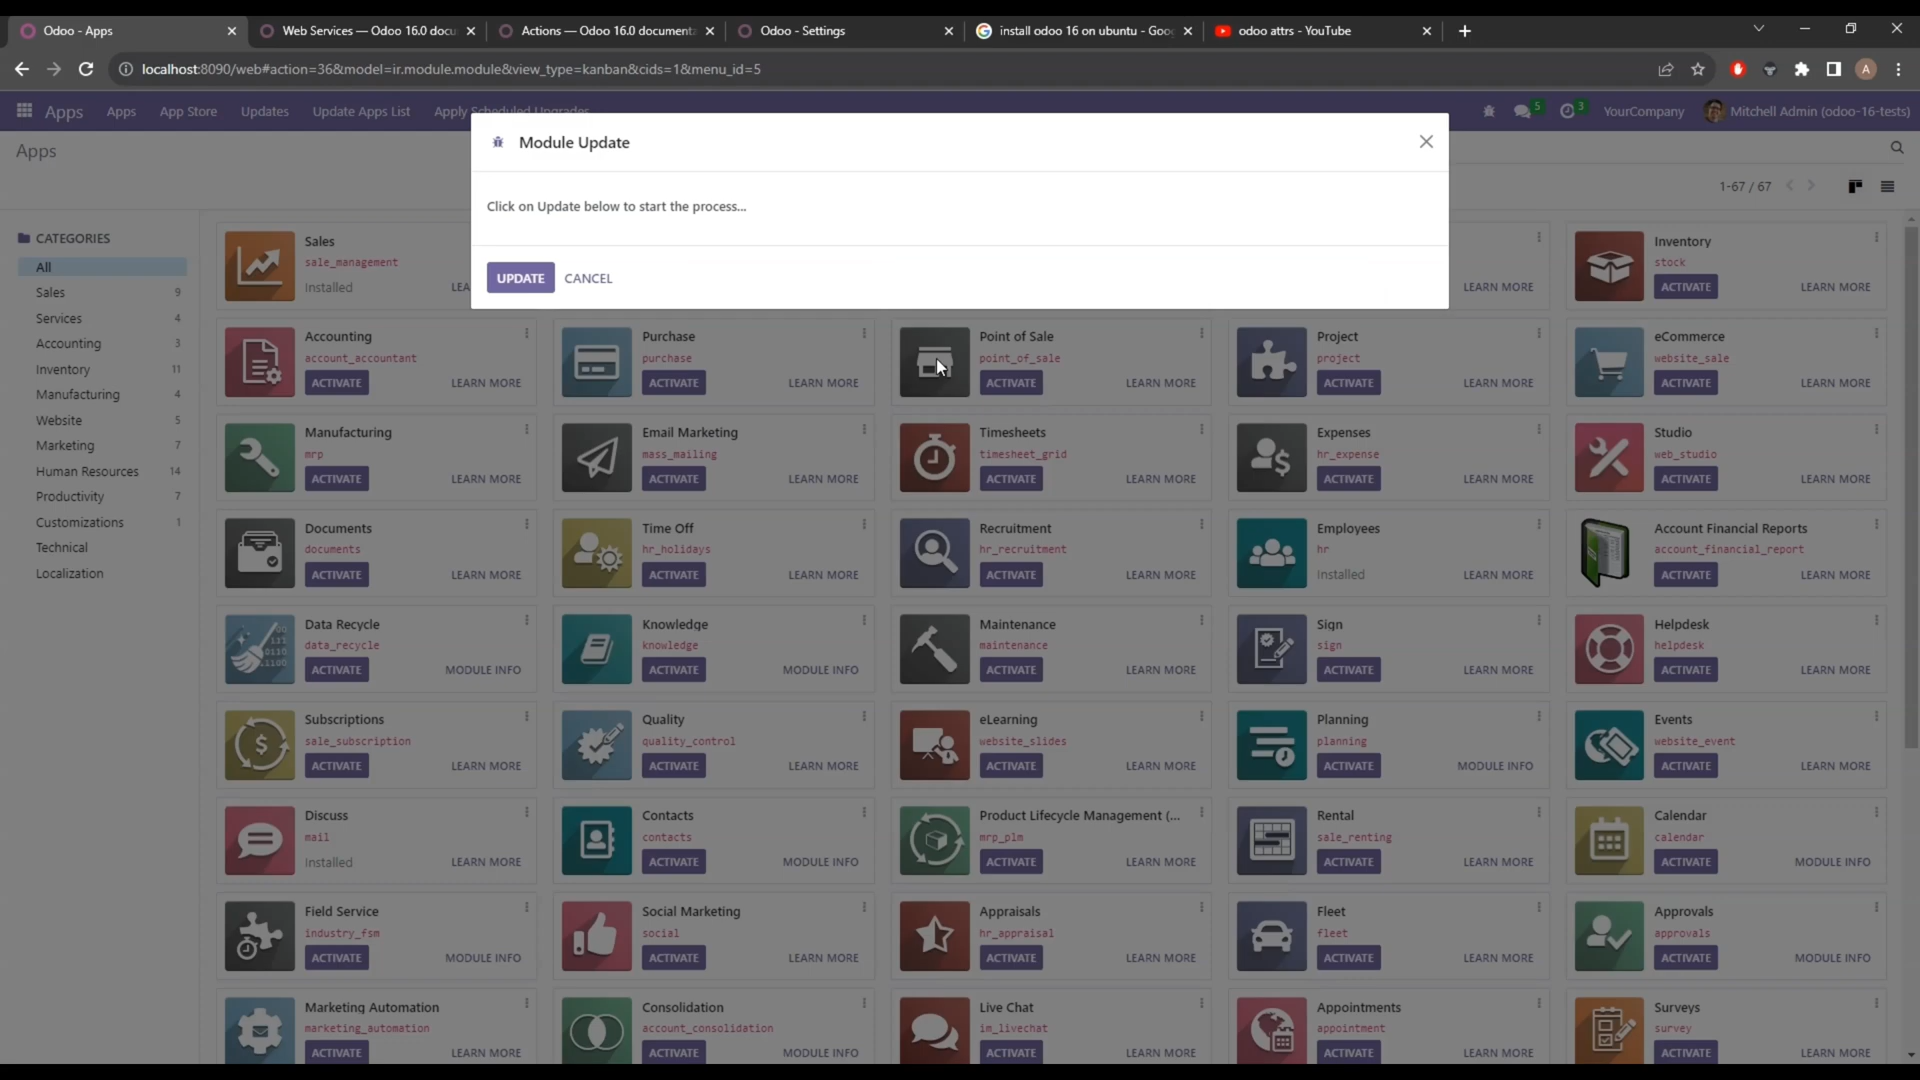 Odoo - Apps
Web Services — Odoo 16.0 docu
Actions — Odoo 16.0 documenta
Odoo - Settings
install odoo 16 on ubuntu - Goo
odoo attrs - YouTube
localhost:8090/web#action=36&model=ir.module.module&view_type=kanban&cids=1&menu_id=5
A
Apps Apps App Store Updates Update Apps List Apply Scheduled Upgrades
5 3 YourCompany Mitchell Admin (odoo-16-tests)
Apps
1-67 / 67
Module Update
Click on Update below to start the process...
UPDATE CANCEL
CATEGORIES
All
Sales 9
Services 4
Accounting 3
Inventory 11
Manufacturing 4
Website 5
Marketing 7
Human Resources 14
Productivity 7
Customizations 1
Technical
Localization
Sales
sale_management
Installed LEA
LEARN MORE
Inventory
stock
ACTIVATE LEARN MORE
Accounting
account_accountant
ACTIVATE LEARN MORE
Purchase
purchase
ACTIVATE LEARN MORE
Point of Sale
point_of_sale
ACTIVATE LEARN MORE
Project
project
ACTIVATE LEARN MORE
eCommerce
website_sale
ACTIVATE LEARN MORE
Manufacturing
mrp
ACTIVATE LEARN MORE
Email Marketing
mass_mailing
ACTIVATE LEARN MORE
Timesheets
timesheet_grid
ACTIVATE LEARN MORE
Expenses
hr_expense
ACTIVATE LEARN MORE
Studio
web_studio
ACTIVATE LEARN MORE
Documents
documents
ACTIVATE LEARN MORE
Time Off
hr_holidays
ACTIVATE LEARN MORE
Recruitment
hr_recruitment
ACTIVATE LEARN MORE
Employees
hr
Installed LEARN MORE
Account Financial Reports
account_financial_report
ACTIVATE LEARN MORE
Data Recycle
data_recycle
ACTIVATE MODULE INFO
Knowledge
knowledge
ACTIVATE MODULE INFO
Maintenance
maintenance
ACTIVATE LEARN MORE
Sign
sign
ACTIVATE LEARN MORE
Helpdesk
helpdesk
ACTIVATE LEARN MORE
Subscriptions
sale_subscription
ACTIVATE LEARN MORE
Quality
quality_control
ACTIVATE LEARN MORE
eLearning
website_slides
ACTIVATE LEARN MORE
Planning
planning
ACTIVATE MODULE INFO
Events
website_event
ACTIVATE LEARN MORE
Discuss
mail
Installed LEARN MORE
Contacts
contacts
ACTIVATE MODULE INFO
Product Lifecycle Management (...
mrp_plm
ACTIVATE LEARN MORE
Rental
sale_renting
ACTIVATE LEARN MORE
Calendar
calendar
ACTIVATE MODULE INFO
Field Service
industry_fsm
ACTIVATE MODULE INFO
Social Marketing
social
ACTIVATE LEARN MORE
Appraisals
hr_appraisal
ACTIVATE LEARN MORE
Fleet
fleet
ACTIVATE LEARN MORE
Approvals
approvals
ACTIVATE MODULE INFO
Marketing Automation
marketing_automation
ACTIVATE LEARN MORE
Consolidation
account_consolidation
ACTIVATE MODULE INFO
Live Chat
im_livechat
ACTIVATE LEARN MORE
Appointments
appointment
ACTIVATE LEARN MORE
Surveys
survey
ACTIVATE LEARN MORE